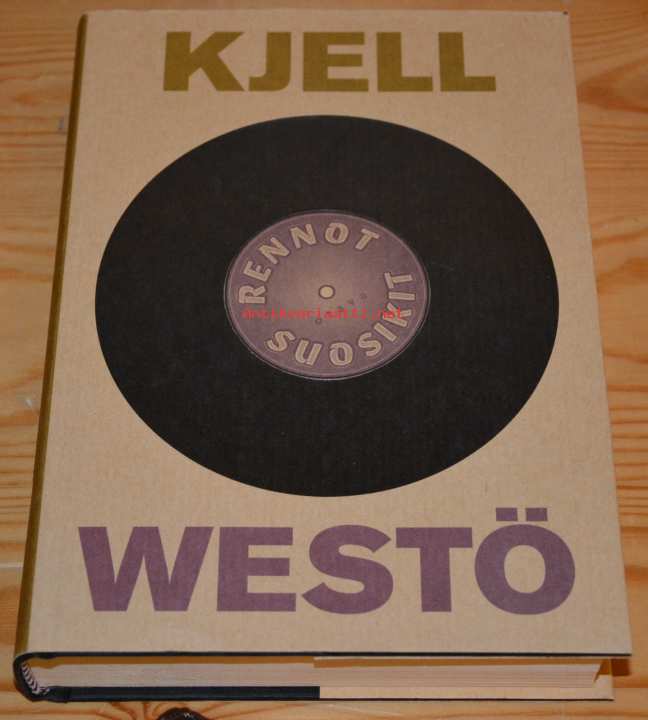 KJELL
RENNOT
SUOSIKIT
antikvariaatti.net
WESTÖ